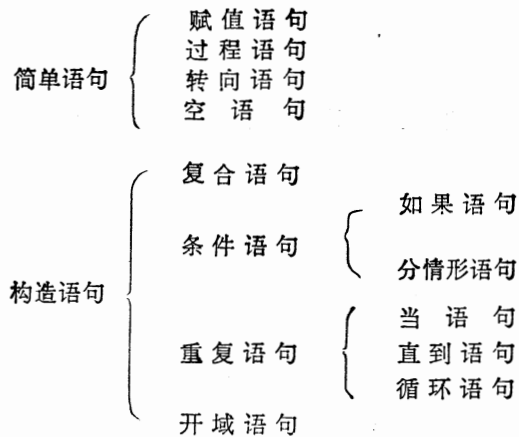 简单语句
赋值语句
过程语句
转向语句
空语句
构造语句
复合语句
条件语句
如果语句
分情形语句
重复语句
当语句
直到语句
循环语句
开域语句